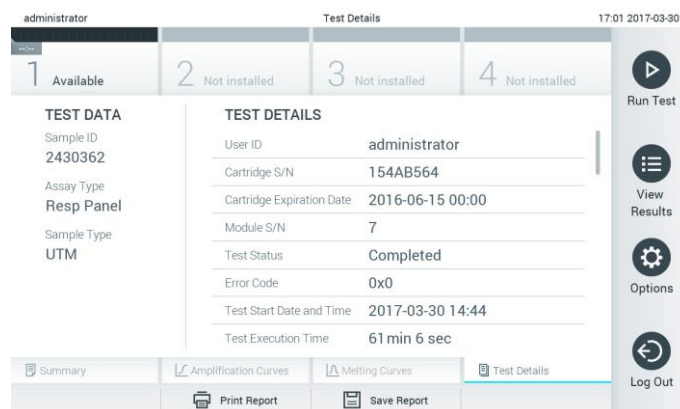 administrator Test Details 17:01 2017-03-30
--:--
1 Available 2 Not installed 3 Not installed 4 Not installed
Run Test
TEST DATA
Sample ID
2430362
Assay Type
Resp Panel
Sample Type
UTM
TEST DETAILS
User ID administrator
Cartridge S/N 154AB564
Cartridge Expiration Date 2016-06-15 00:00
Module S/N 7
Test Status Completed
Error Code 0x0
Test Start Date and Time 2017-03-30 14:44
Test Execution Time 61 min 6 sec
View
Results
Options
Log Out
Summary Amplification Curves Melting Curves Test Details
Print Report Save Report